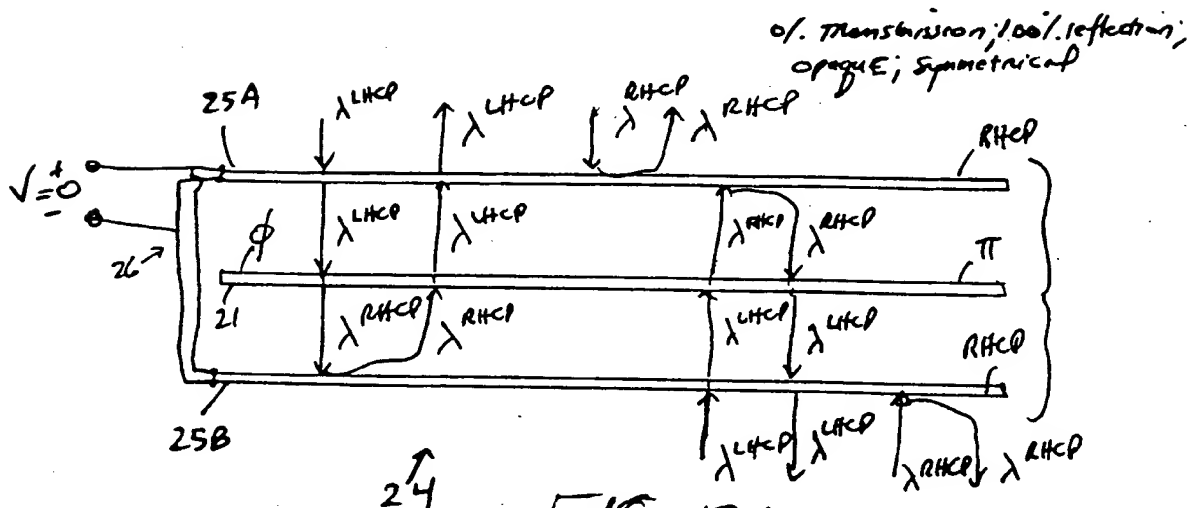 0/. Transmission; 100/. reflection;
opaque; Symmetrical
25A
λLHCP
λLHCP
λRHCP
λRHCP
RHCP
V=0
+
-
λLHCP
λLHCP
λRHCP
λRHCP
26
ϕ
π
21
λRHCP
λRHCP
λLHCP
λLHCP
RHCP
25B
λLHCP
λLHCP
λRHCP
λRHCP
24